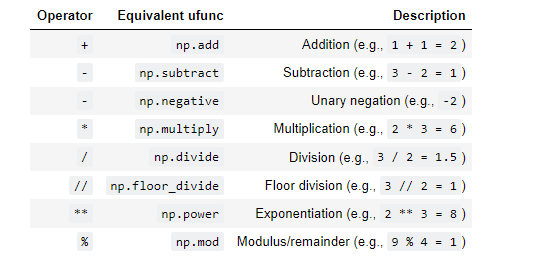 Operator Equivalent ufunc Description
+ np.add Addition (e.g., 1 + 1 = 2 )
- np.subtract Subtraction (e.g., 3 - 2 = 1 )
- np.negative Unary negation (e.g., -2 )
* np.multiply Multiplication (e.g., 2 * 3 = 6 )
/ np.divide Division (e.g., 3 / 2 = 1.5 )
// np.floor_divide Floor division (e.g., 3 // 2 = 1 )
** np.power Exponentiation (e.g., 2 ** 3 = 8 )
% np.mod Modulus/remainder (e.g., 9 % 4 = 1 )